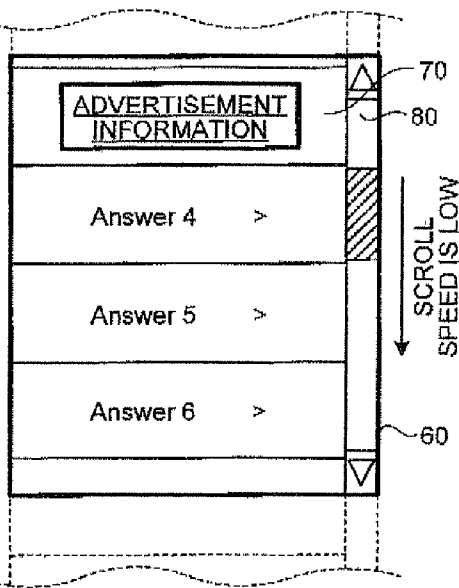 ADVERTISEMENT
INFORMATION
70
80
Answer 4 >
Answer 5 >
Answer 6 >
SCROLL
SPEED IS LOW
60